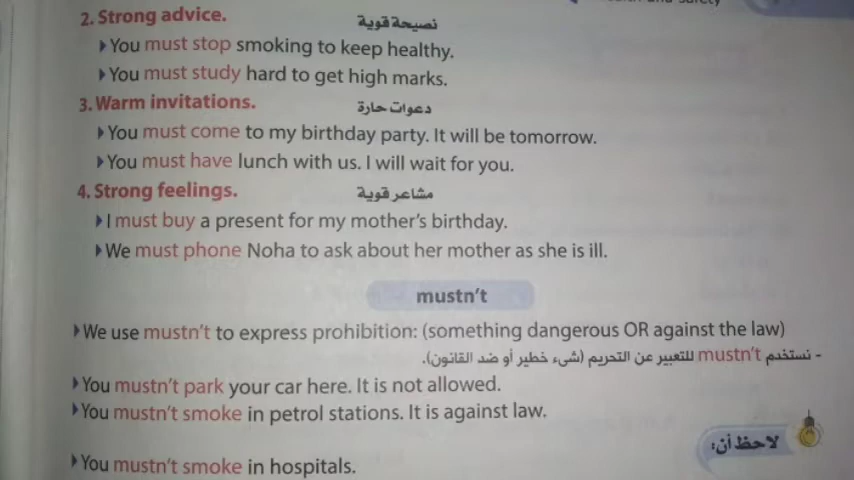 2. Strong advice. نصيحة قوية
You must stop smoking to keep healthy.
You must study hard to get high marks.
3. Warm invitations. دعوات حارة
You must come to my birthday party. It will be tomorrow.
You must have lunch with us. I will wait for you.
4. Strong feelings. مشاعر قوية
I must buy a present for my mother's birthday.
We must phone Noha to ask about her mother as she is ill.
mustn't
We use mustn't to express prohibition: (something dangerous OR against the law)
- نستخدم mustn't للتعبير عن التحريم (شىء خطير أو ضد القانون).
You mustn't park your car here. It is not allowed.
You mustn't smoke in petrol stations. It is against law.
لاحظ أن:
You mustn't smoke in hospitals.